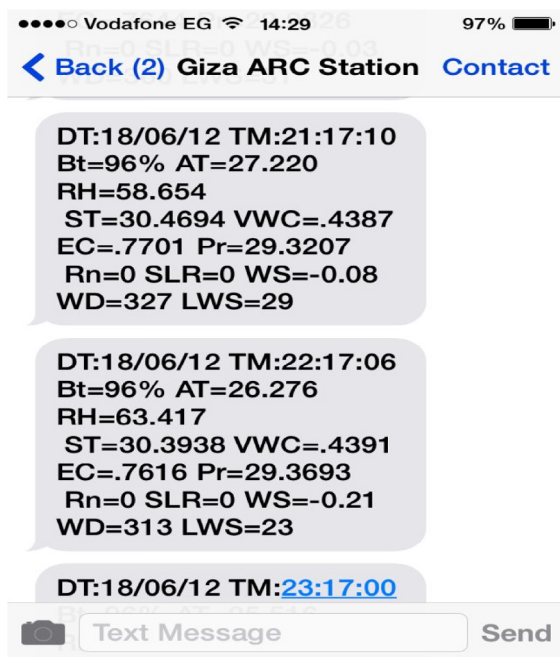 Vodafone EG 14:29 97%
Back (2) Giza ARC Station Contact
DT:18/06/12 TM:21:17:10
Bt=96% AT=27.220
RH=58.654
ST=30.4694 VWC=.4387
EC=.7701 Pr=29.3207
Rn=0 SLR=0 WS=-0.08
WD=327 LWS=29
DT:18/06/12 TM:22:17:06
Bt=96% AT=26.276
RH=63.417
ST=30.3938 VWC=.4391
EC=.7616 Pr=29.3693
Rn=0 SLR=0 WS=-0.21
WD=313 LWS=23
DT:18/06/12 TM:23:17:00
Text Message Send